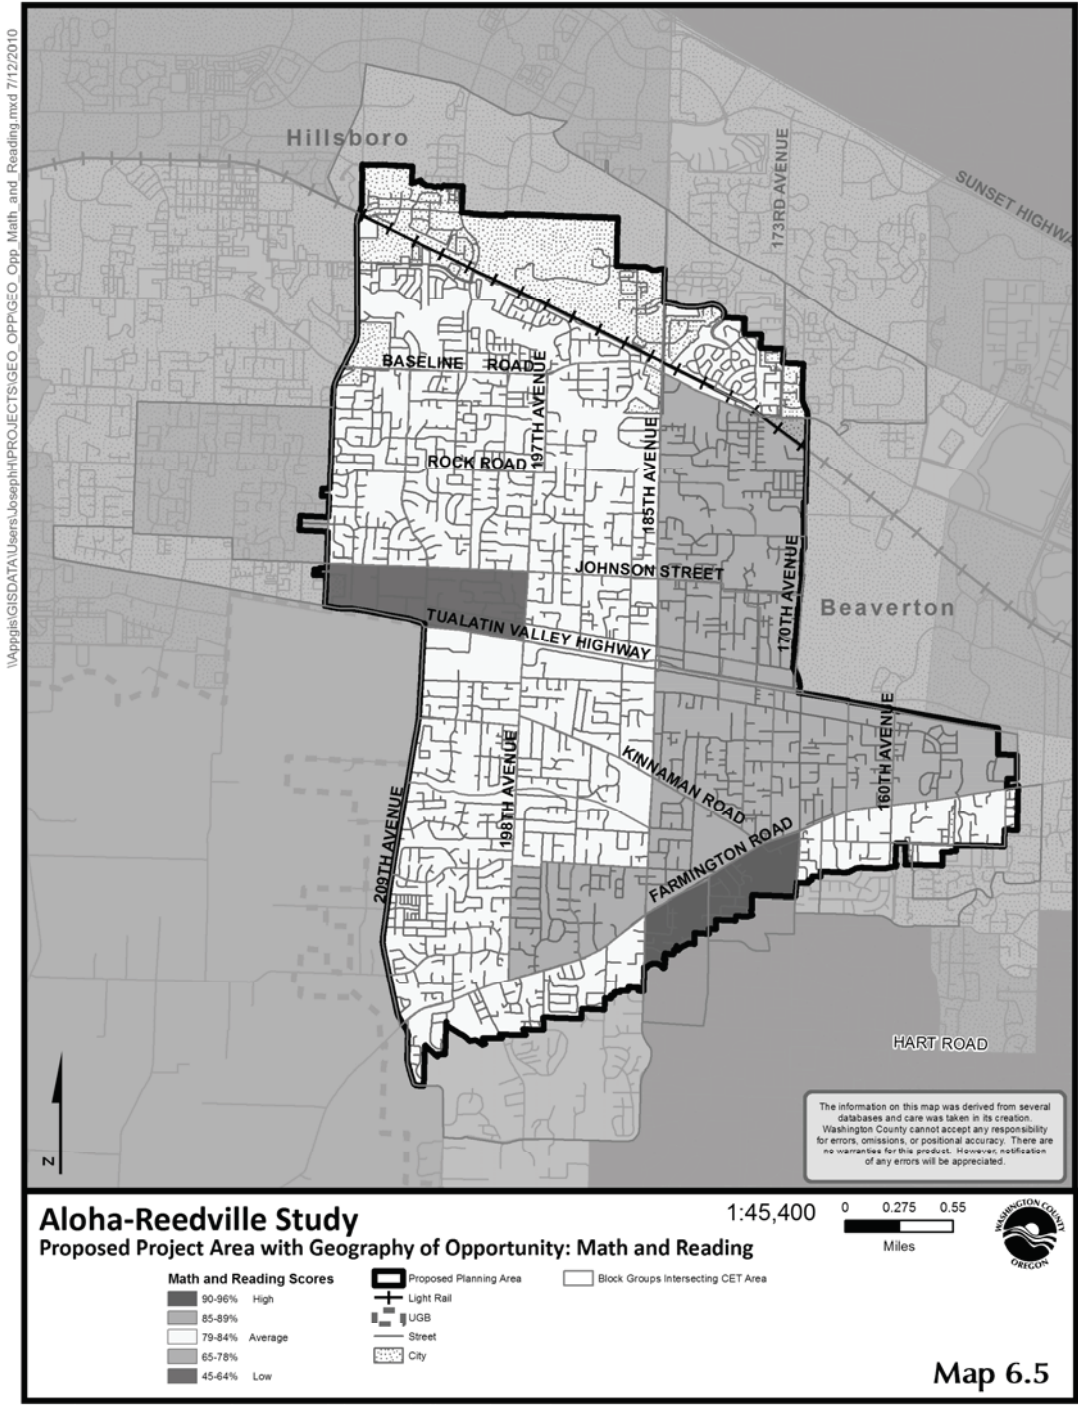 \\Appgis\GISDATA\Users\JosephH\PROJECTS\GEO_OPP\GEO_Opp_Math_and_Reading.mxd 7/12/2010
Hillsboro
173RD AVENUE
SUNSET HIGHWA
BASELINE ROAD
197TH AVENUE
ROCK ROAD
185TH AVENUE
JOHNSON STREET
170TH AVENUE
Beaverton
TUALATIN VALLEY HIGHWAY
160TH AVENUE
198TH AVENUE
KINNAMAN ROAD
209TH AVENUE
FARMINGTON ROAD
HART ROAD
N
The information on this map was derived from several
databases and care was taken in its creation.
Washington County cannot accept any responsibility
for errors, omissions, or positional accuracy. There are
no warranties for this product. However, notification
of any errors will be appreciated.
Aloha-Reedville Study
Proposed Project Area with Geography of Opportunity: Math and Reading
1:45,400
0 0.275 0.55
Miles
WASHINGTON COUNTY
OREGON
Math and Reading Scores
90-96% High
85-89%
79-84% Average
65-78%
45-64% Low
Proposed Planning Area
Light Rail
UGB
Street
City
Block Groups Intersecting CET Area
Map 6.5